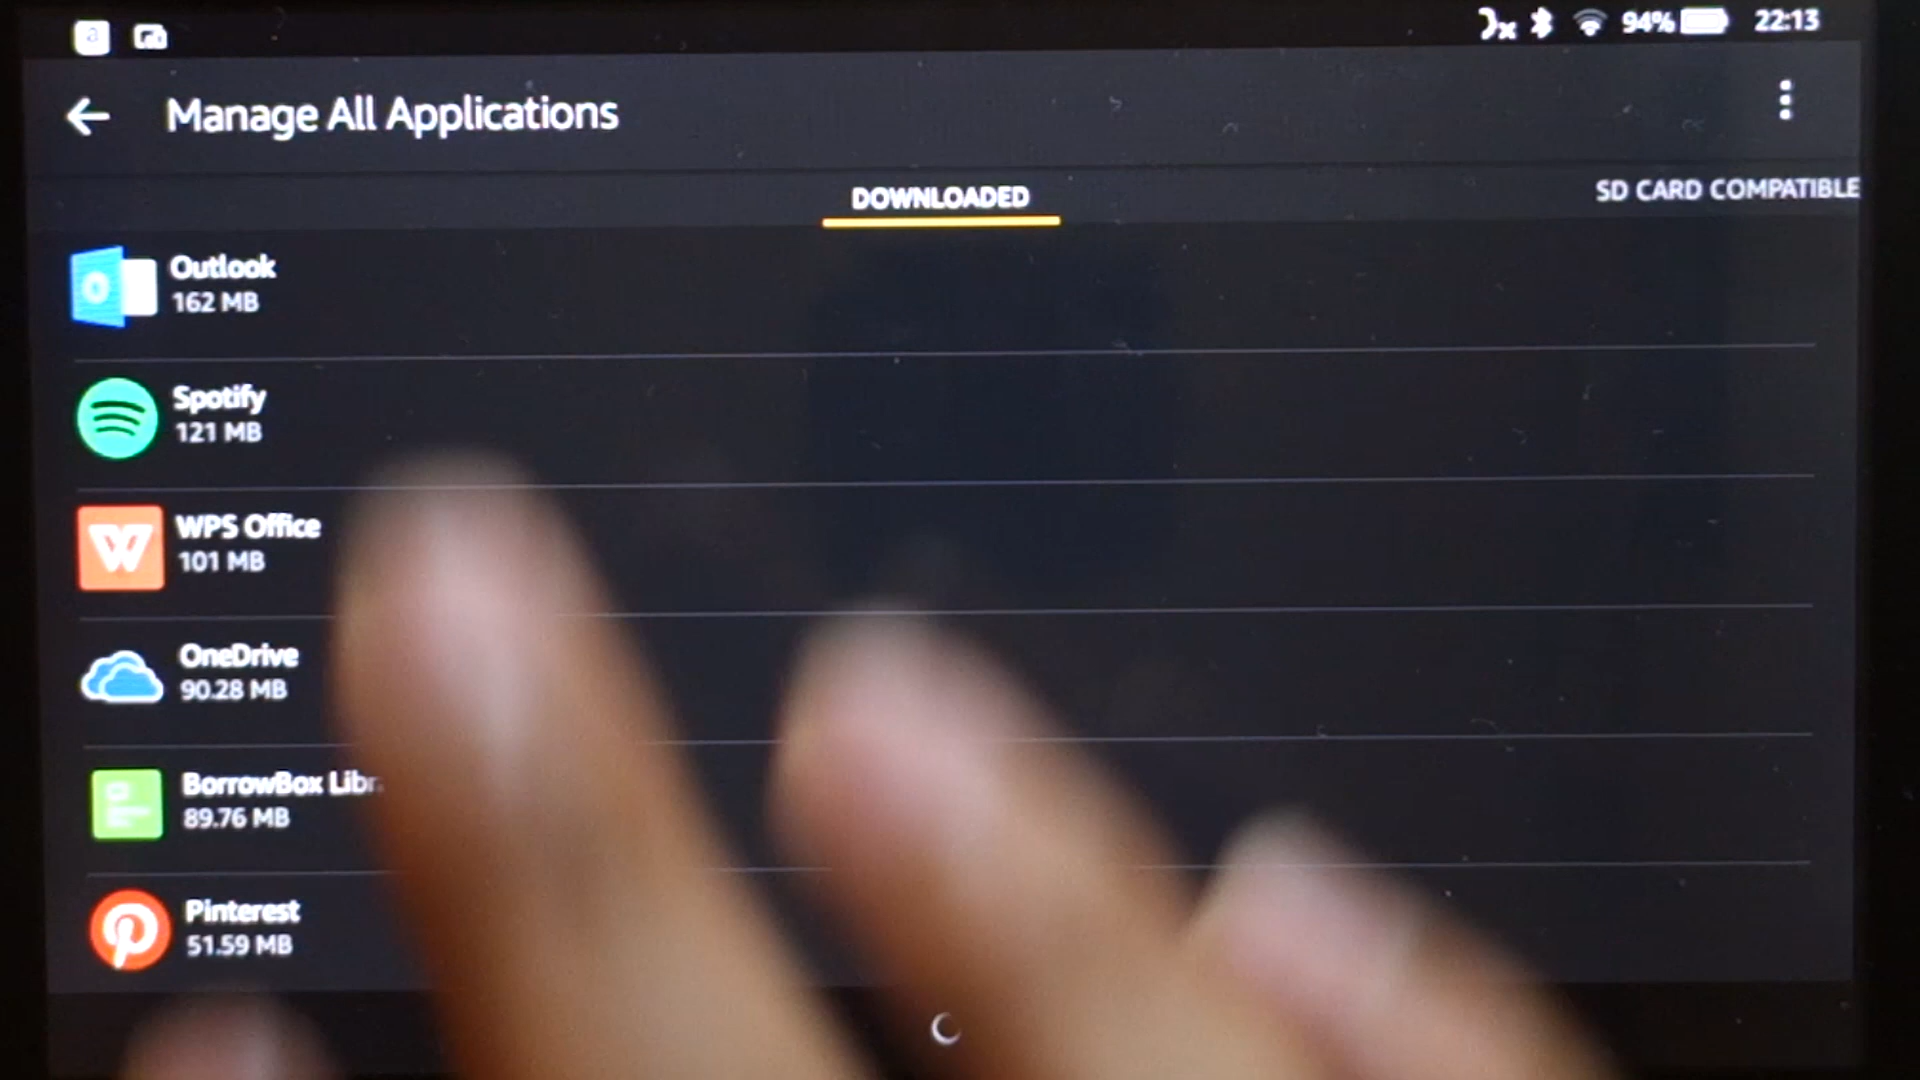 94% 22:13
Manage All Applications
DOWNLOADED
SD CARD COMPATIBLE
Outlook
162 MB
Spotify
121 MB
WPS Office
101 MB
OneDrive
90.28 MB
BorrowBox Libr
89.76 MB
Pinterest
51.59 MB